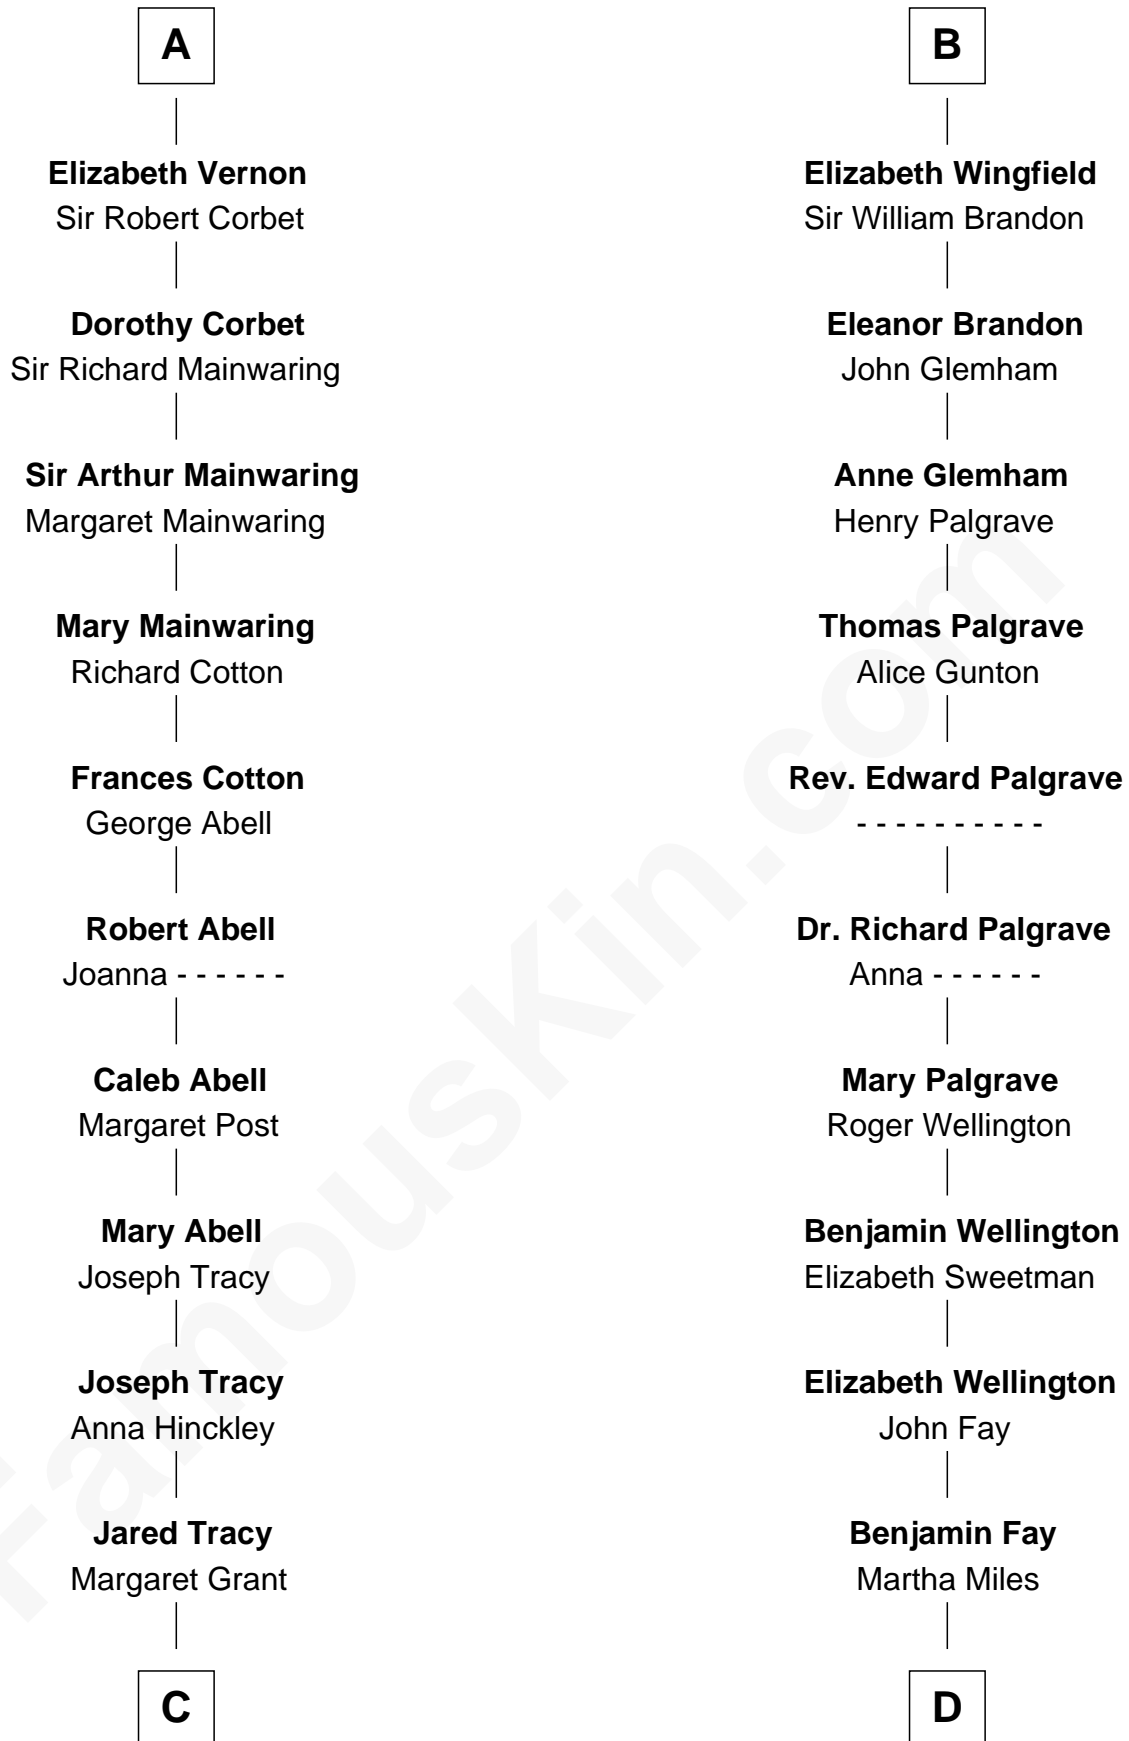 A
Elizabeth Vernon
Sir Robert Corbet
Dorothy Corbet
Sir Richard Mainwaring
Sir Arthur Mainwaring
Margaret Mainwaring
Mary Mainwaring
Richard Cotton
Frances Cotton
George Abell
Robert Abell
Joanna - - - - - -
Caleb Abell
Margaret Post
Mary Abell
Joseph Tracy
Joseph Tracy
Anna Hinckley
Jared Tracy
Margaret Grant
C
B
Elizabeth Wingfield
Sir William Brandon
Eleanor Brandon
John Glemham
Anne Glemham
Henry Palgrave
Thomas Palgrave
Alice Gunton
Rev. Edward Palgrave
- - - - - - - - - -
Dr. Richard Palgrave
Anna - - - - - -
Mary Palgrave
Roger Wellington
Benjamin Wellington
Elizabeth Sweetman
Elizabeth Wellington
John Fay
Benjamin Fay
Martha Miles
D
FamousKin.com